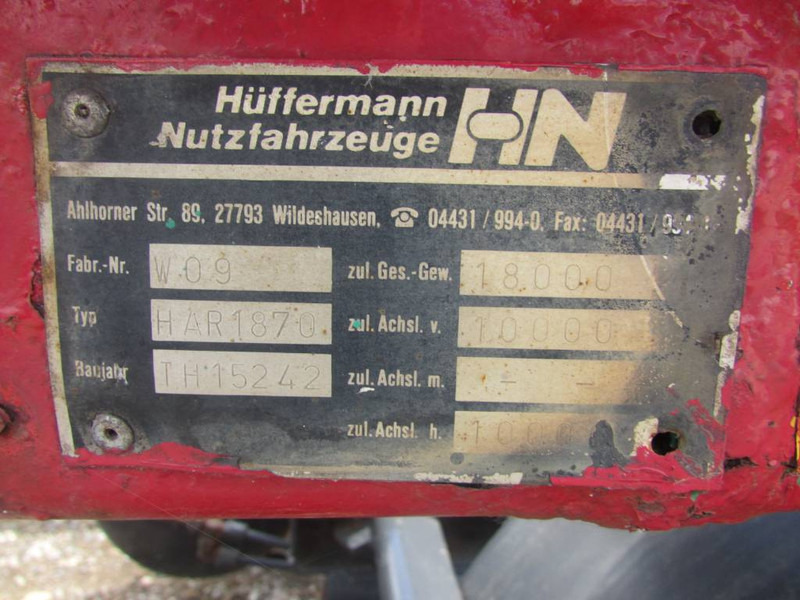 Hüffermann
Nutzfahrzeuge HN
Ahlhorner Str. 89, 27793 Wildeshausen, ☎ 04431 / 994-0, Fax: 04431 /
Fabr.-Nr. W09 zul. Ges.-Gew. 18000
Typ HAR1870 zul. Achsl. v. 10000
Baujahr TH15242 zul. Achsl. m. - -
zul. Achsl. h.